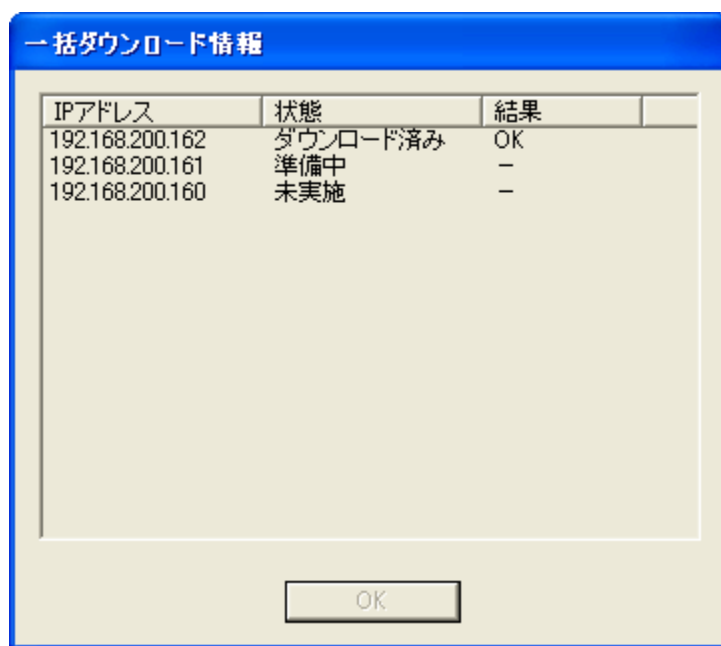 一括ダウンロード情報
IPアドレス 状態 結果
192.168.200.162 ダウンロード済み OK
192.168.200.161 準備中 －
192.168.200.160 未実施 －
OK